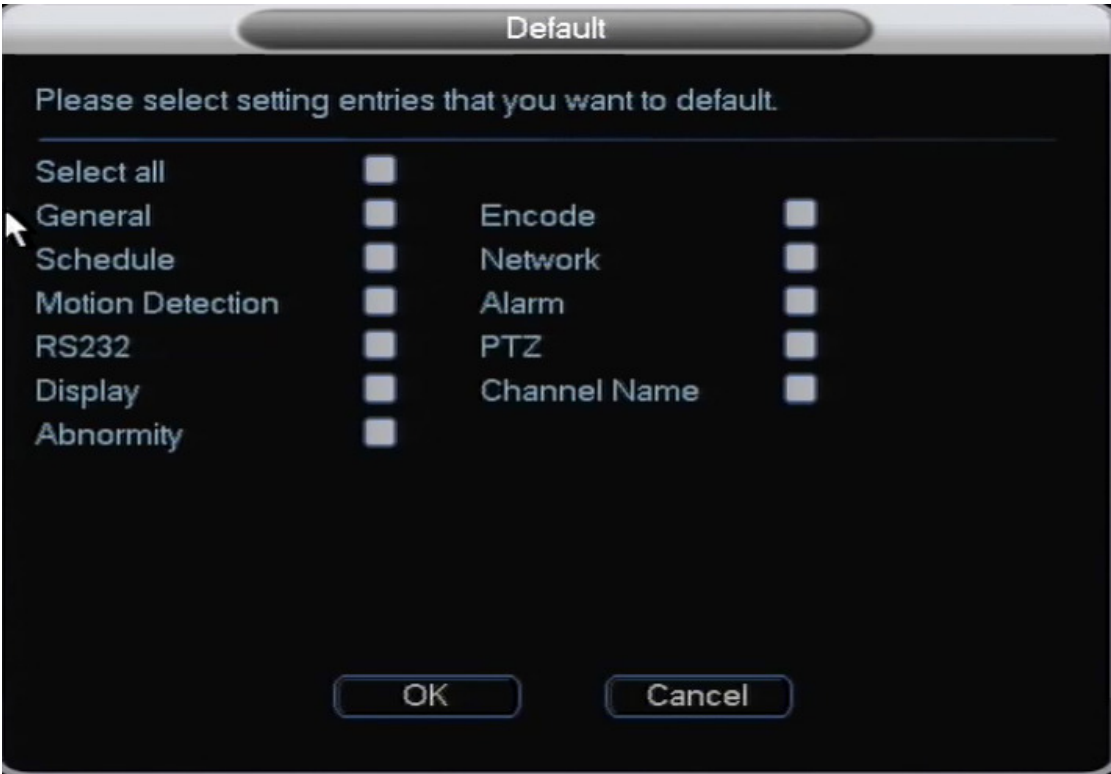 Default
Please select setting entries that you want to default.
Select all
General Encode
Schedule Network
Motion Detection Alarm
RS232 PTZ
Display Channel Name
Abnormity
OK Cancel